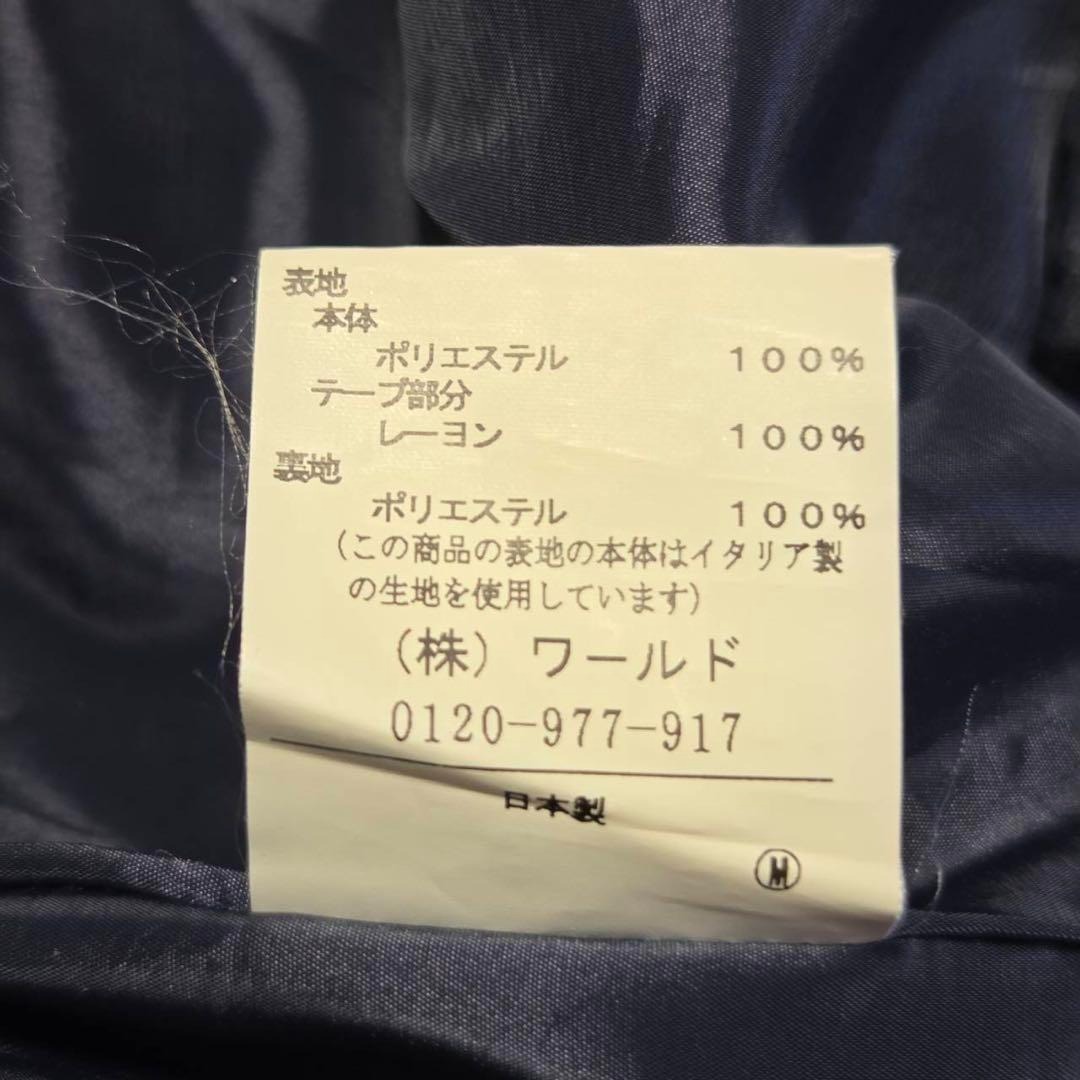 表地
本体
ポリエステル 100%
テープ部分
レーヨン 100%
裏地
ポリエステル 100%
(この商品の表地の本体はイタリア製
の生地を使用しています)
(株) ワールド
0120-977-917
日本製
Ⓜ